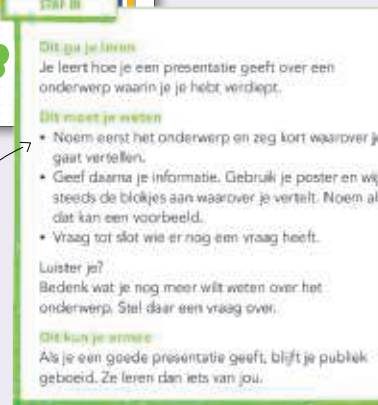 STAP IN
Dit ga je leren
Je leert hoe je een presentatie geeft over een
onderwerp waarin je je hebt verdiept.
Dit moet je weten
• Noem eerst het onderwerp en zeg kort waarover je
gaat vertellen.
• Geef daarna je informatie. Gebruik je poster en wij
steeds de blokjes aan waarover je vertelt. Noem al
dat kan een voorbeeld.
• Vraag tot slot wie er nog een vraag heeft.
Luister je?
Bedenk wat je nog meer wilt weten over het
onderwerp. Stel daar een vraag over.
Dit kun je ermee
Als je een goede presentatie geeft, blijft je publiek
geboeid. Ze leren dan iets van jou.